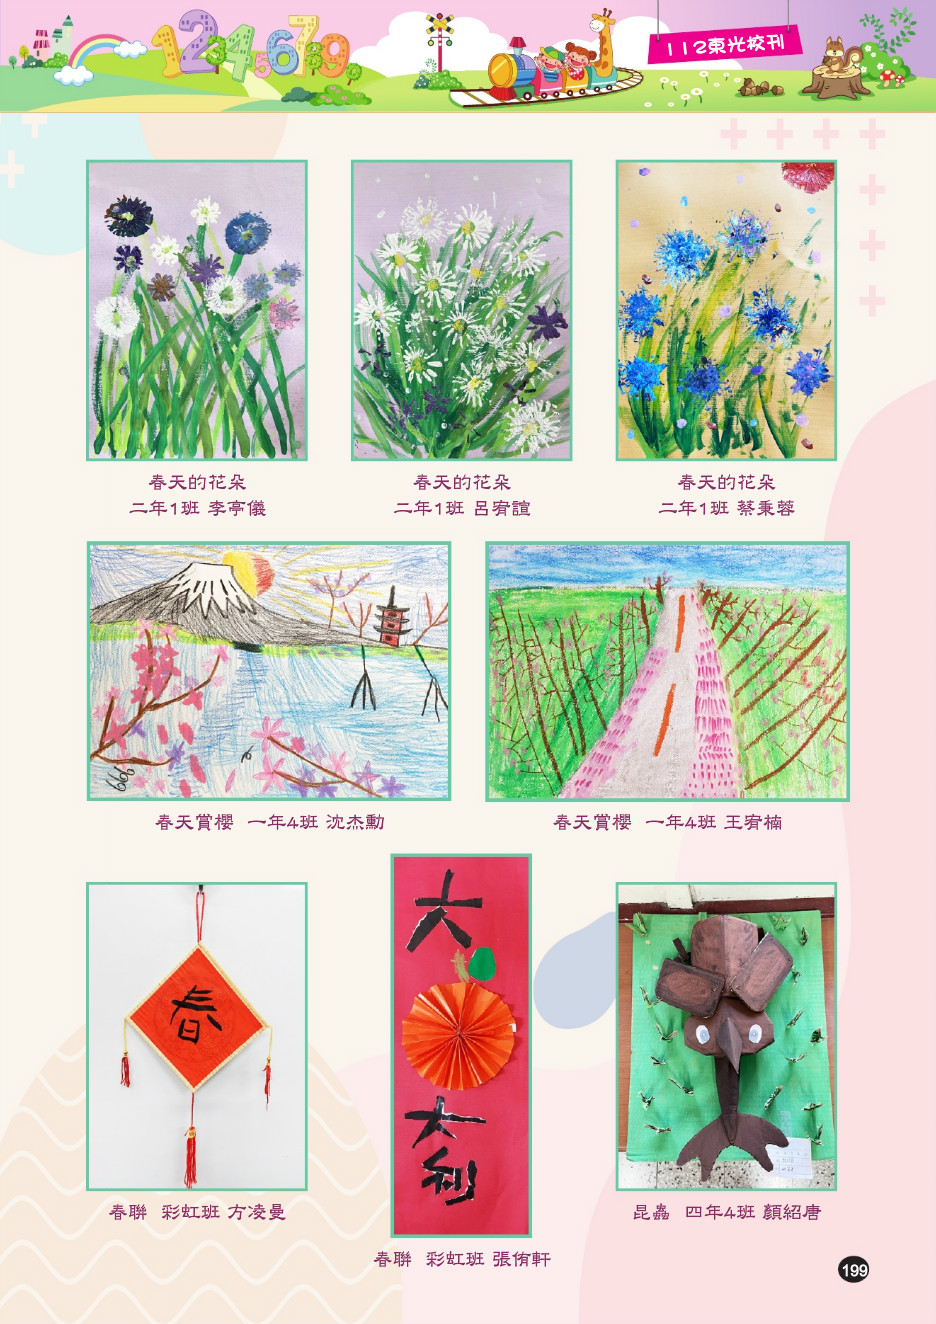 112東光校刊
春天的花朵
二年1班 李亭儀
春天的花朵
二年1班 呂宥誼
春天的花朵
二年1班 蔡秉蓉
春天賞櫻 一年4班 沈杰勳
春天賞櫻 一年4班 王宥楠
春
大
大
利
春聯 彩虹班 方凌曼
春聯 彩虹班 張侑軒
昆蟲 四年4班 顏紹唐
199